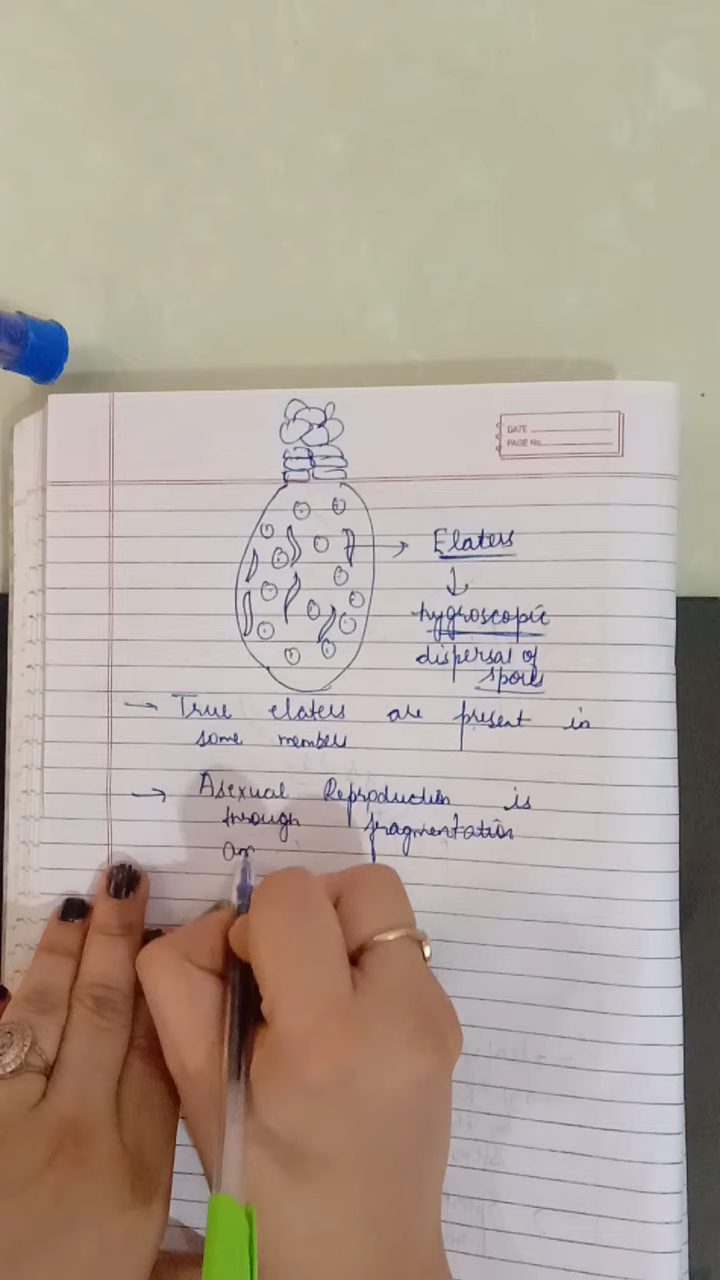 DATE
PAGE No.
Elaters
hygroscopic
dispersal of
spores
→ True elaters are present in
some members
→ Asexual Reproduction is
through fragmentation
an